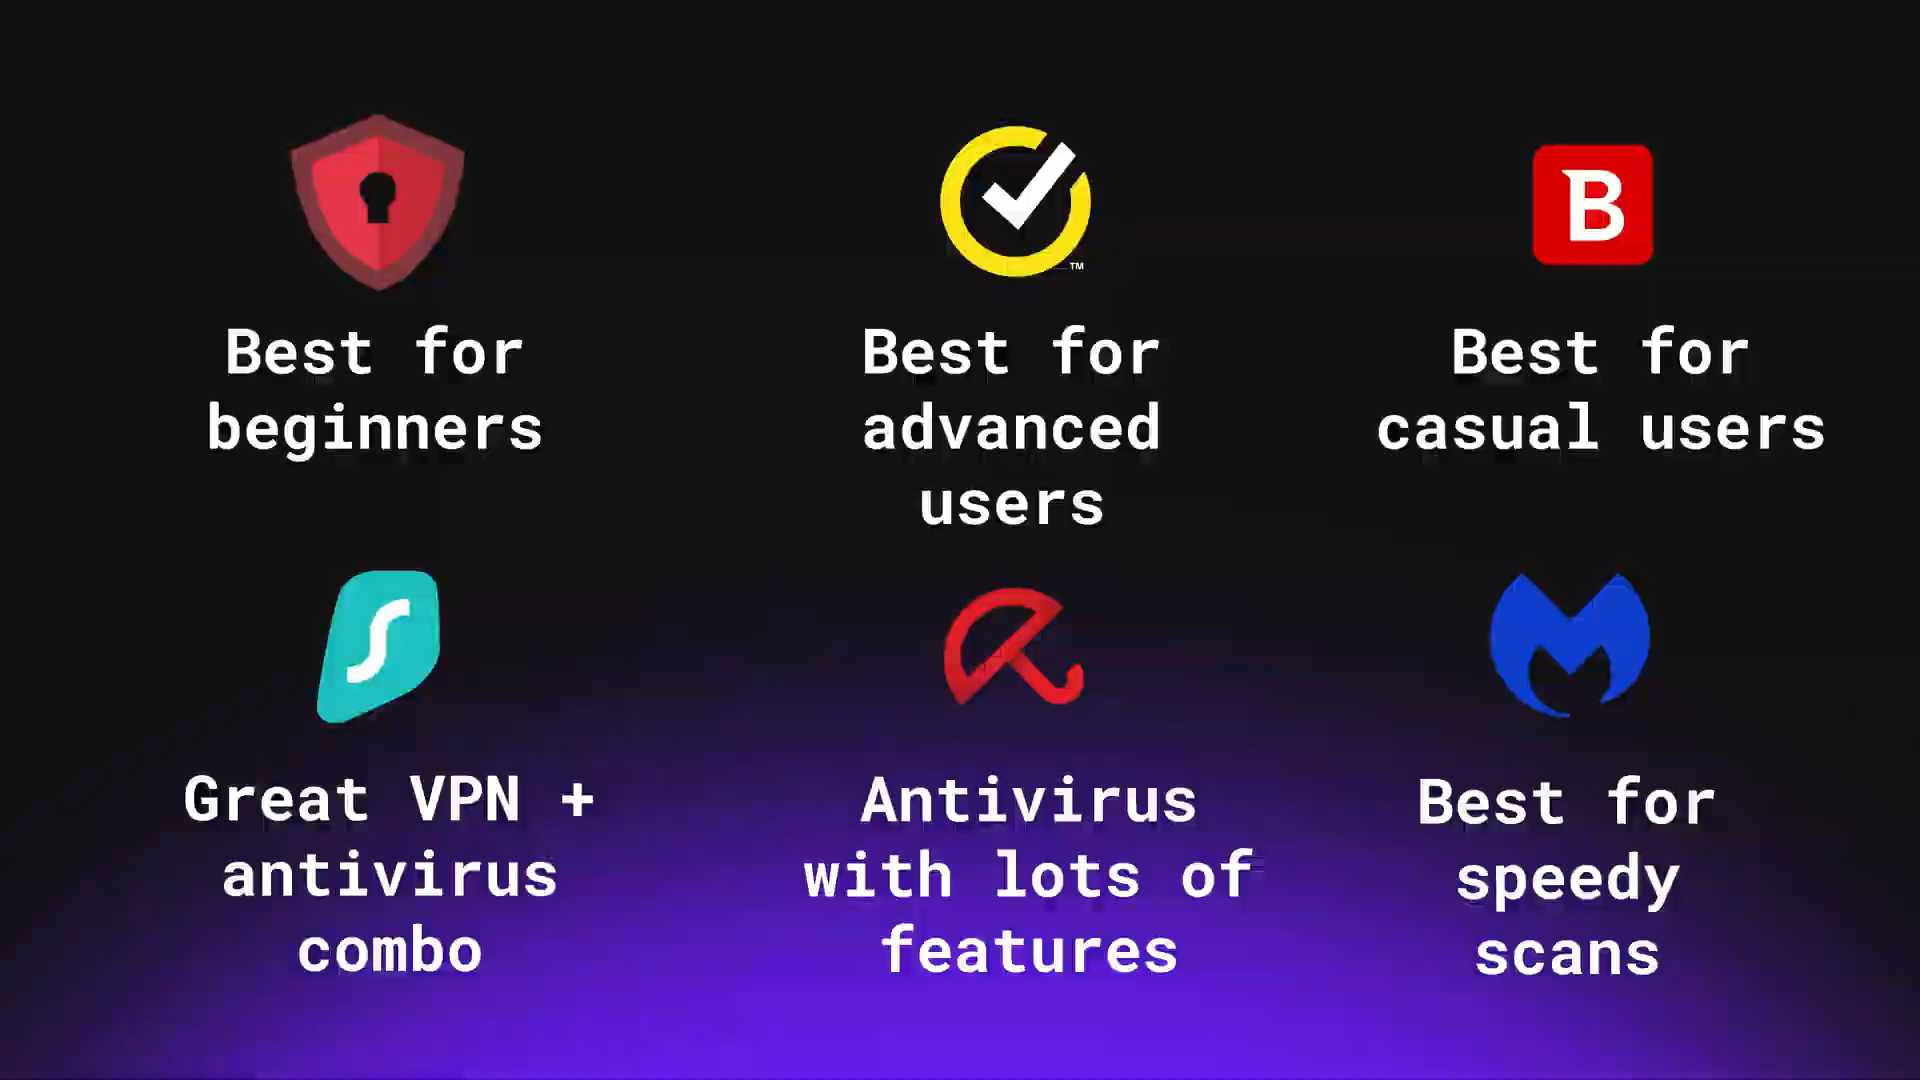 TM
B
Best for
beginners
Best for
advanced
users
Best for
casual users
Great VPN +
antivirus
combo
Antivirus
with lots of
features
Best for
speedy
scans